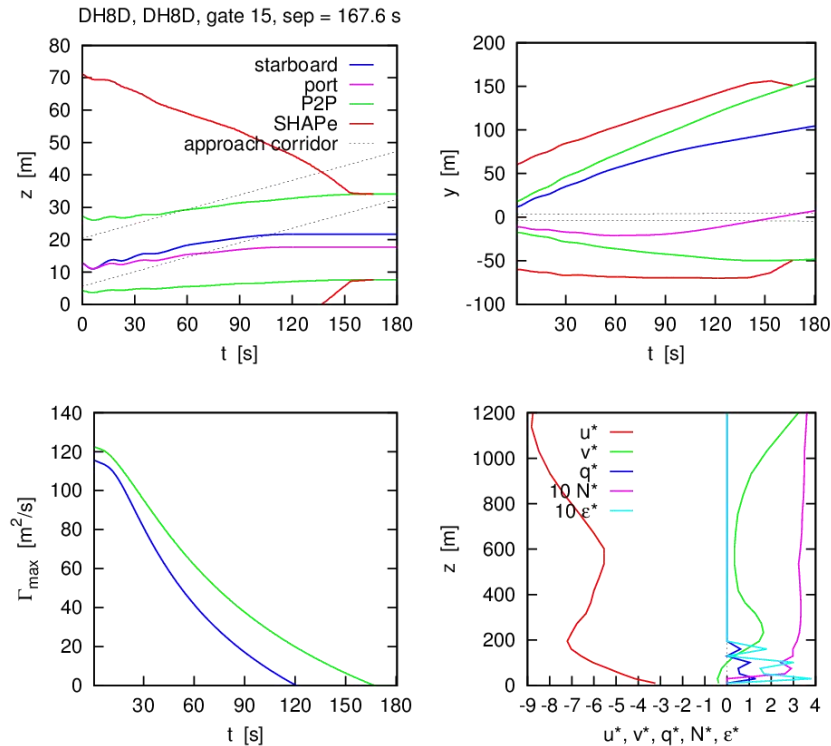 DH8D, DH8D, gate 15, sep = 167.6 s
80
70
60
50
40
30
20
10
0
z [m]
starboard
port
P2P
SHAPe
approach corridor
0 30 60 90 120 150 180
t [s]
200
150
100
50
0
-50
-100
y [m]
30 60 90 120 150 180
t [s]
140
120
100
80
60
40
20
0
Γmax [m²/s]
30 60 90 120 150 180
t [s]
1200
1000
800
600
400
200
0
z [m]
u*
v*
q*
10 N*
10 ε*
-9 -8 -7 -6 -5 -4 -3 -2 -1 0 1 2 3 4
u*, v*, q*, N*, ε*